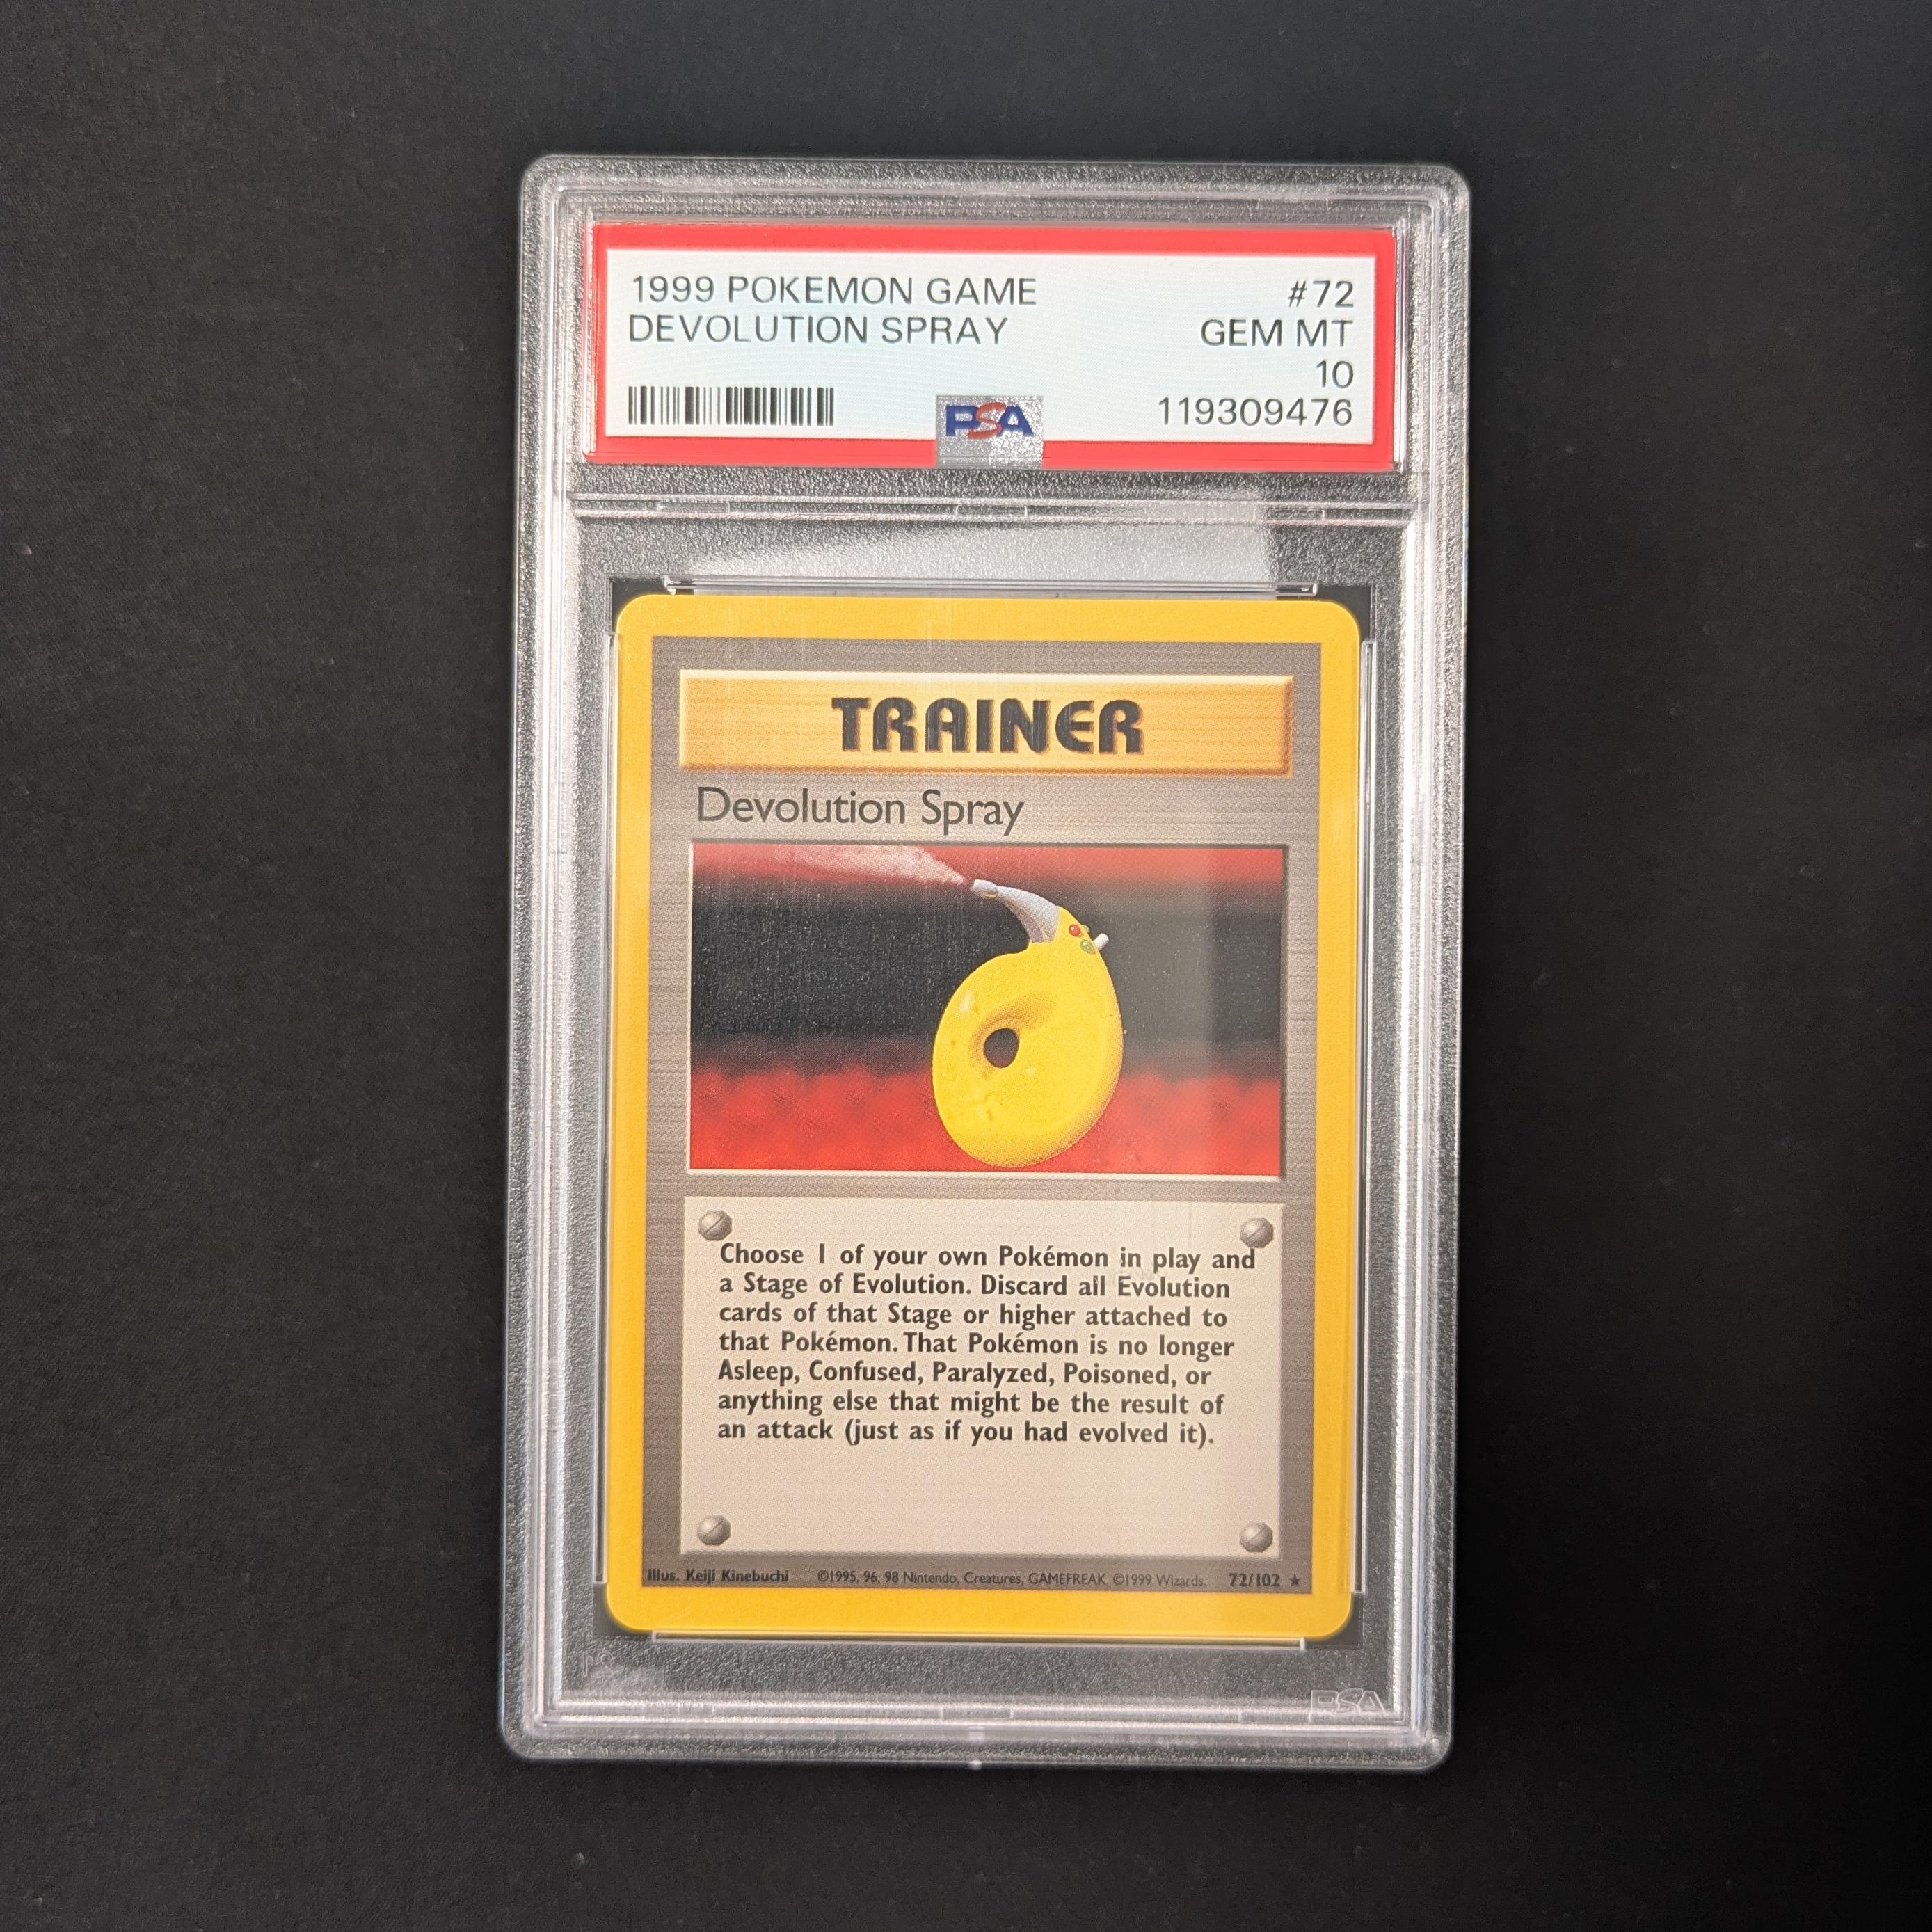 1999 POKEMON GAME #72
DEVOLUTION SPRAY GEM MT
10
PSA 119309476
TRAINER
Devolution Spray
Choose 1 of your own Pokémon in play and
a Stage of Evolution. Discard all Evolution
cards of that Stage or higher attached to
that Pokémon. That Pokémon is no longer
Asleep, Confused, Paralyzed, Poisoned, or
anything else that might be the result of
an attack (just as if you had evolved it).
Illus. Keiji Kinebuchi ©1995, 96, 98 Nintendo, Creatures, GAMEFREAK. ©1999 Wizards. 72/102 ★
PSA